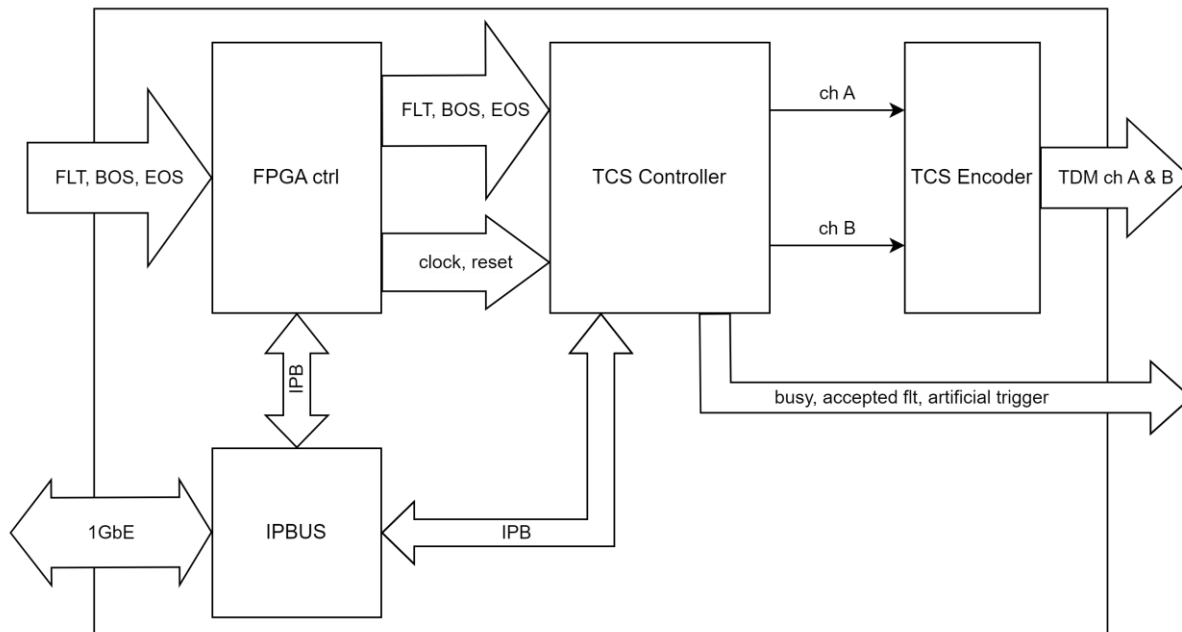 FLT, BOS, EOS
FPGA ctrl
FLT, BOS, EOS
clock, reset
TCS Controller
ch A
ch B
TCS Encoder
TDM ch A & B
IPB
busy, accepted flt, artificial trigger
1GbE
IPBUS
IPB